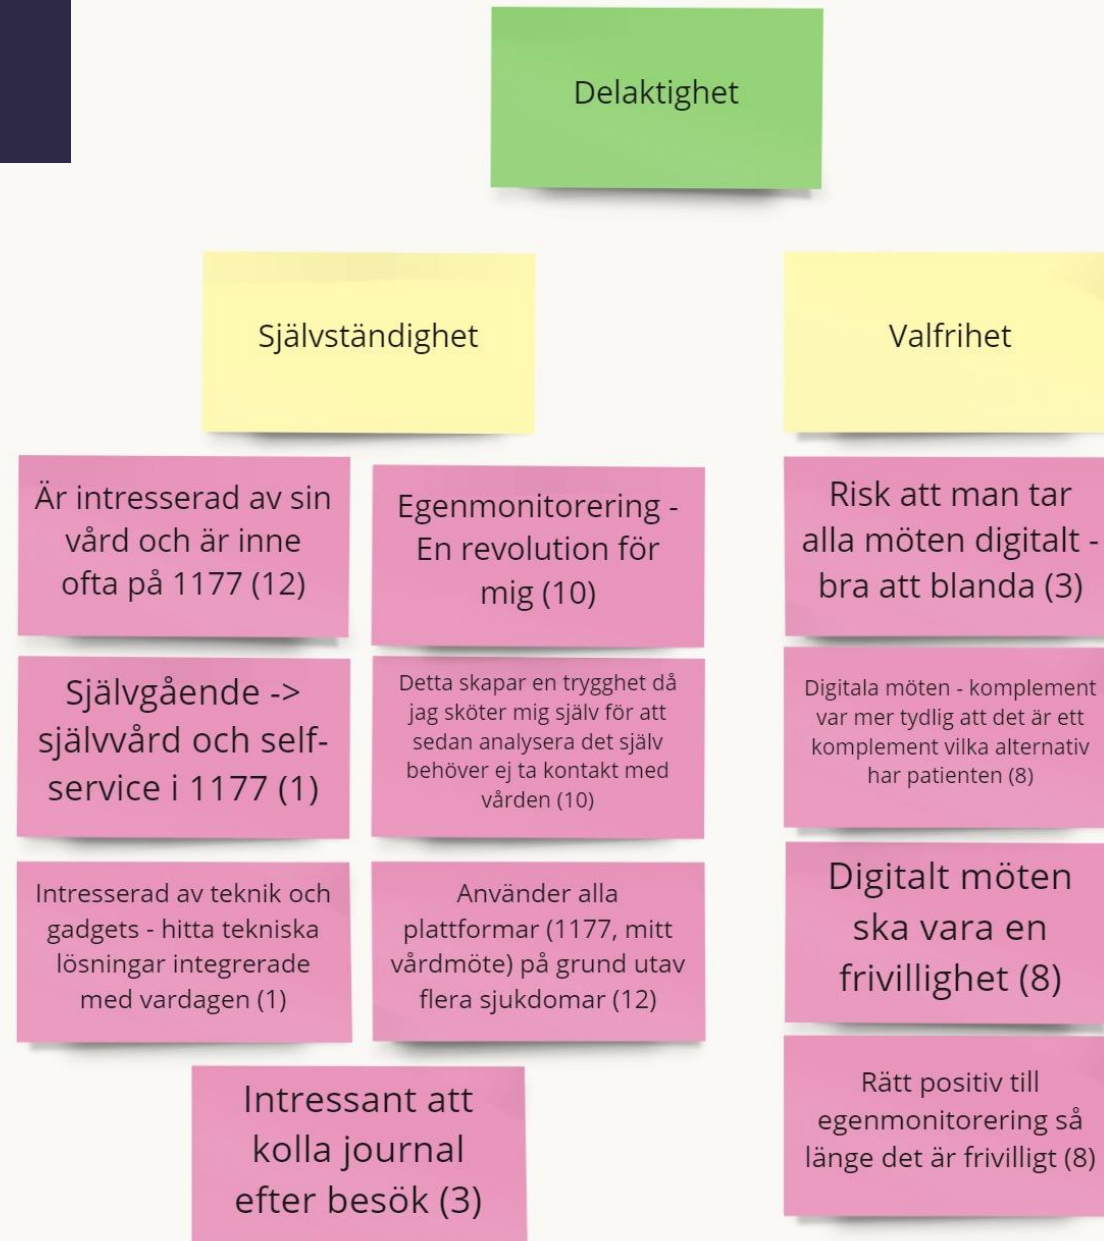 Delaktighet
Självständighet
Är intresserad av sin
vård och är inne
ofta på 1177 (12)
Egenmonitorering -
En revolution för
mig (10)
Självgående ->
självvård och self-
service i 1177 (1)
Detta skapar en trygghet då
jag sköter mig själv för att
sedan analysera det själv
behöver ej ta kontakt med
vården (10)
Intresserad av teknik och
gadgets - hitta tekniska
lösningar integrerade
med vardagen (1)
Använder alla
plattformar (1177, mitt
vårdmöte) på grund utav
flera sjukdomar (12)
Intressant att
kolla journal
efter besök (3)
Valfrihet
Risk att man tar
alla möten digitalt -
bra att blanda (3)
Digitala möten - komplement
var mer tydlig att det är ett
komplement vilka alternativ
har patienten (8)
Digitalt möten
ska vara en
frivillighet (8)
Rätt positiv till
egenmonitorering så
länge det är frivilligt (8)